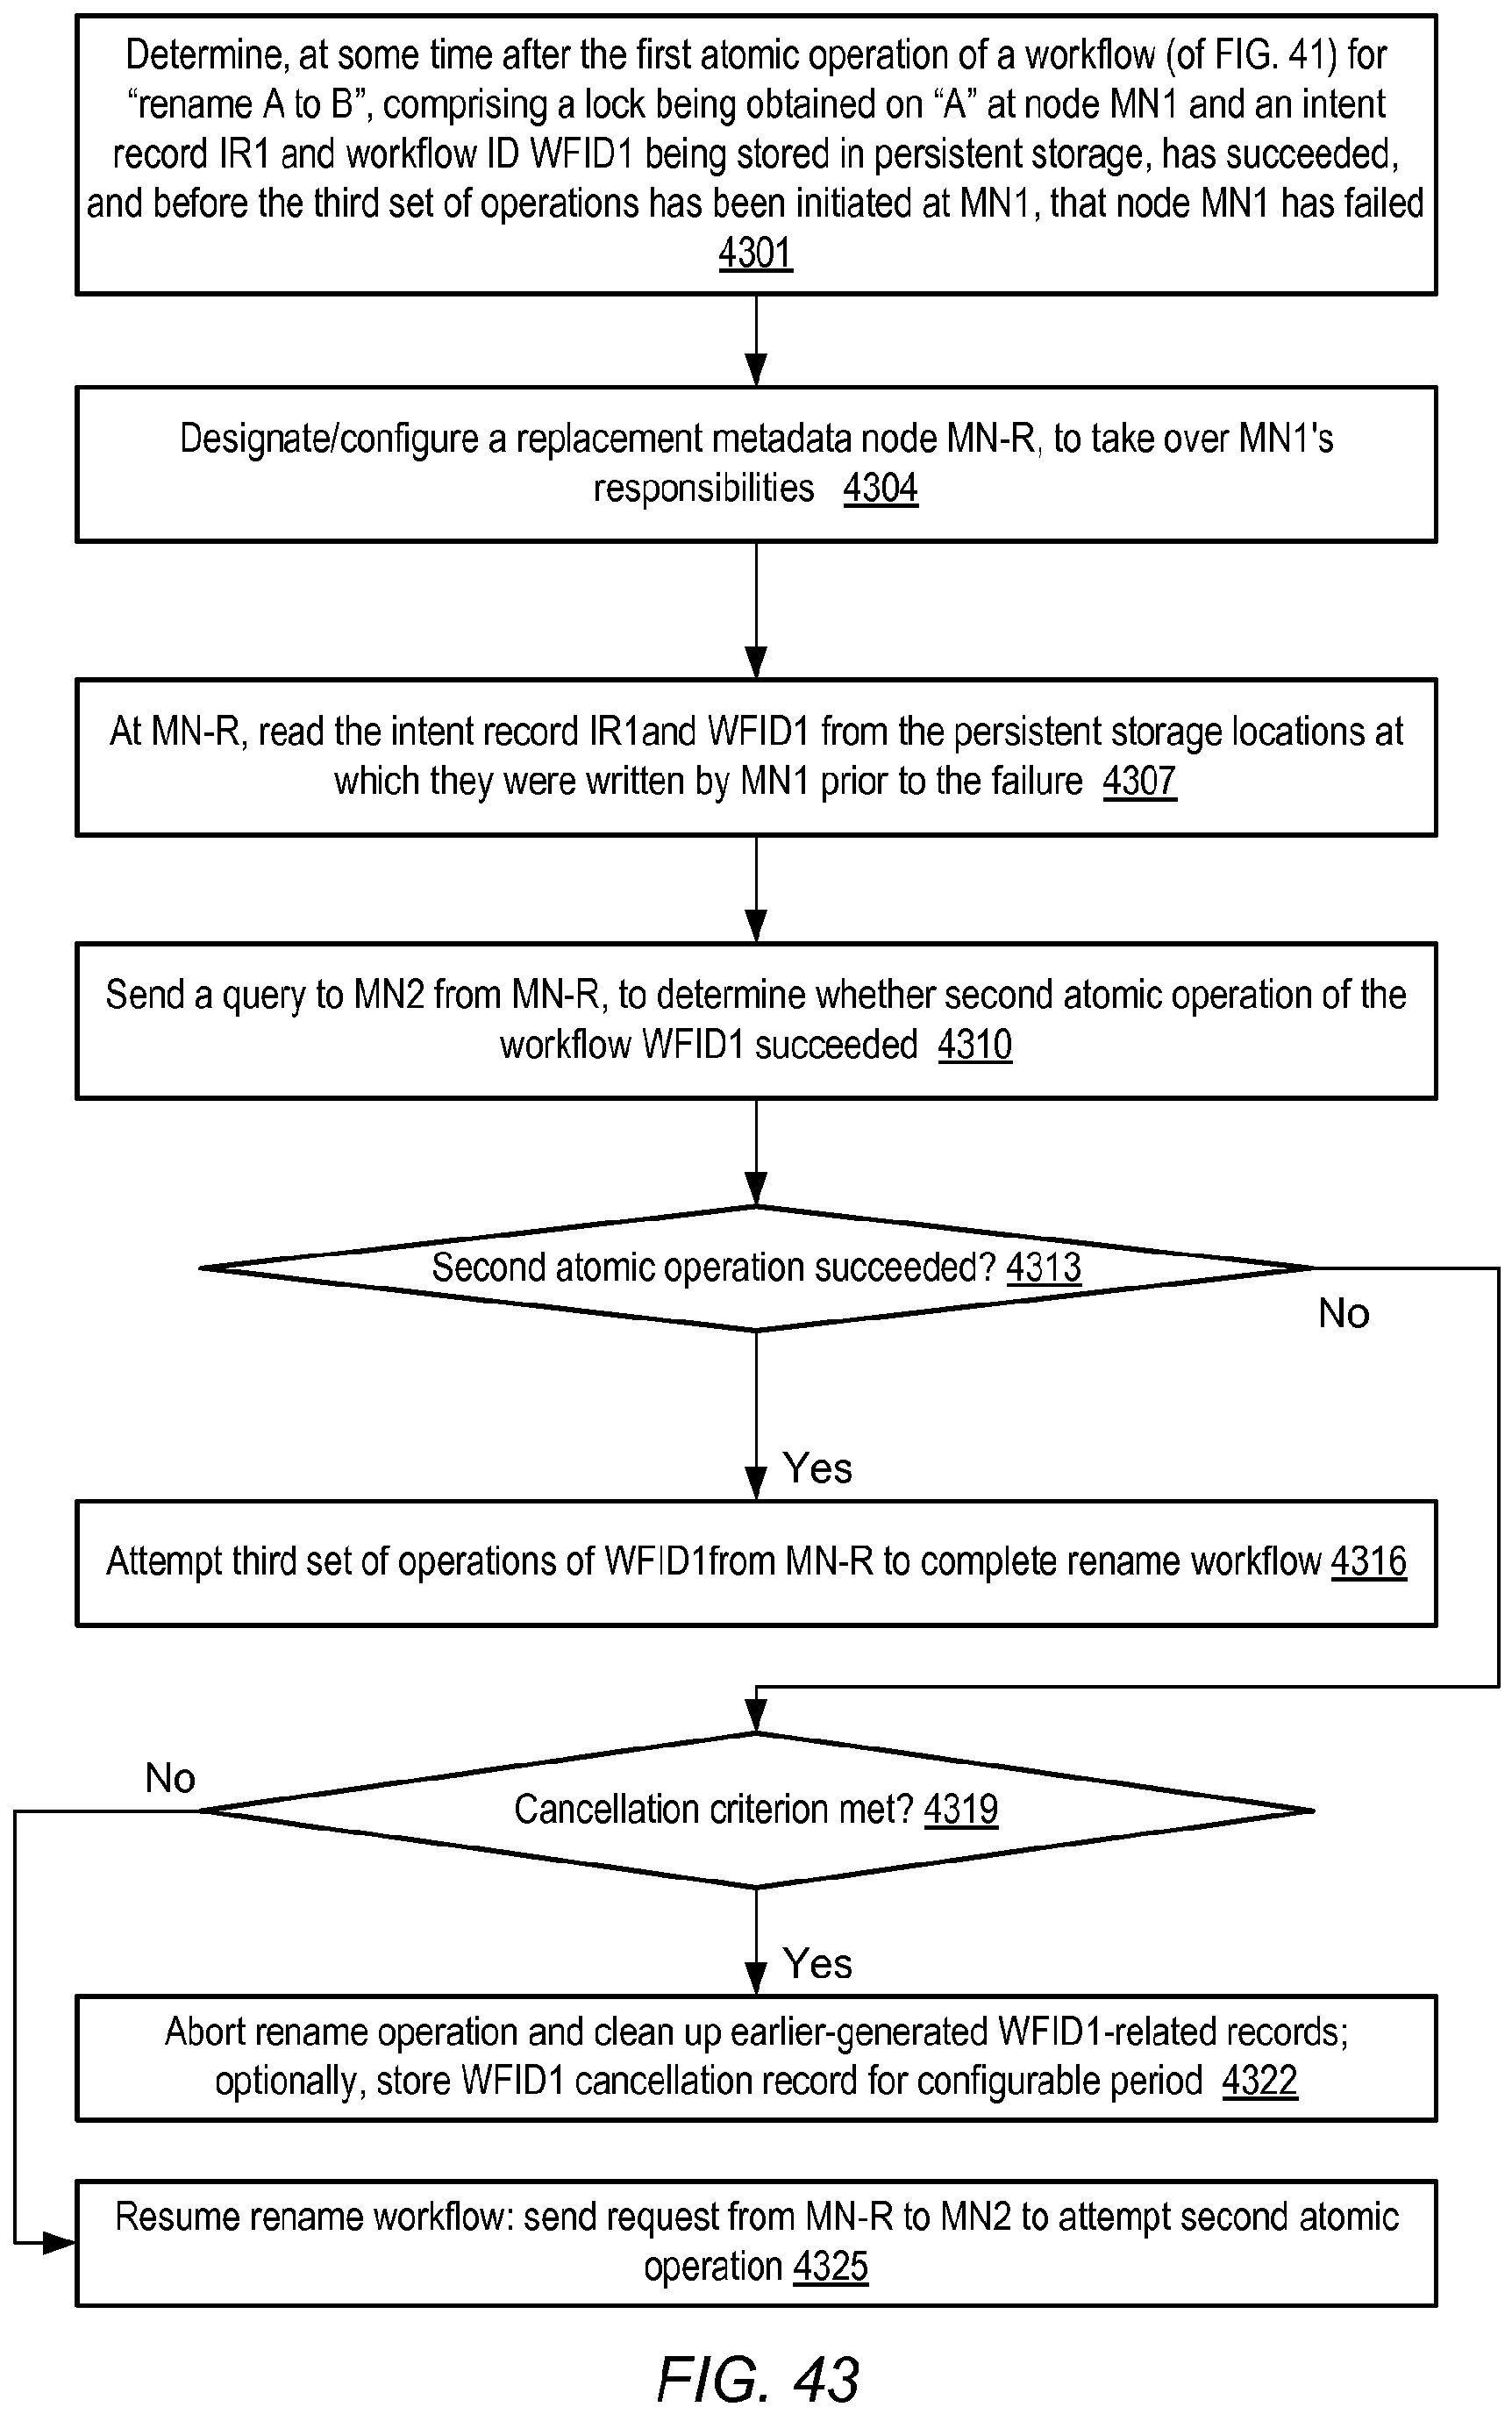 Determine, at some time after the first atomic operation of a workflow (of FIG. 41) for
“rename A to B”, comprising a lock being obtained on “A” at node MN1 and an intent
record IR1 and workflow ID WFID1 being stored in persistent storage, has succeeded,
and before the third set of operations has been initiated at MN1, that node MN1 has failed
4301
Designate/configure a replacement metadata node MN-R, to take over MN1's
responsibilities 4304
At MN-R, read the intent record IR1and WFID1 from the persistent storage locations at
which they were written by MN1 prior to the failure 4307
Send a query to MN2 from MN-R, to determine whether second atomic operation of the
workflow WFID1 succeeded 4310
Second atomic operation succeeded? 4313
No
Yes
Attempt third set of operations of WFID1from MN-R to complete rename workflow 4316
No
Cancellation criterion met? 4319
Yes
Abort rename operation and clean up earlier-generated WFID1-related records;
optionally, store WFID1 cancellation record for configurable period 4322
Resume rename workflow: send request from MN-R to MN2 to attempt second atomic
operation 4325
FIG. 43